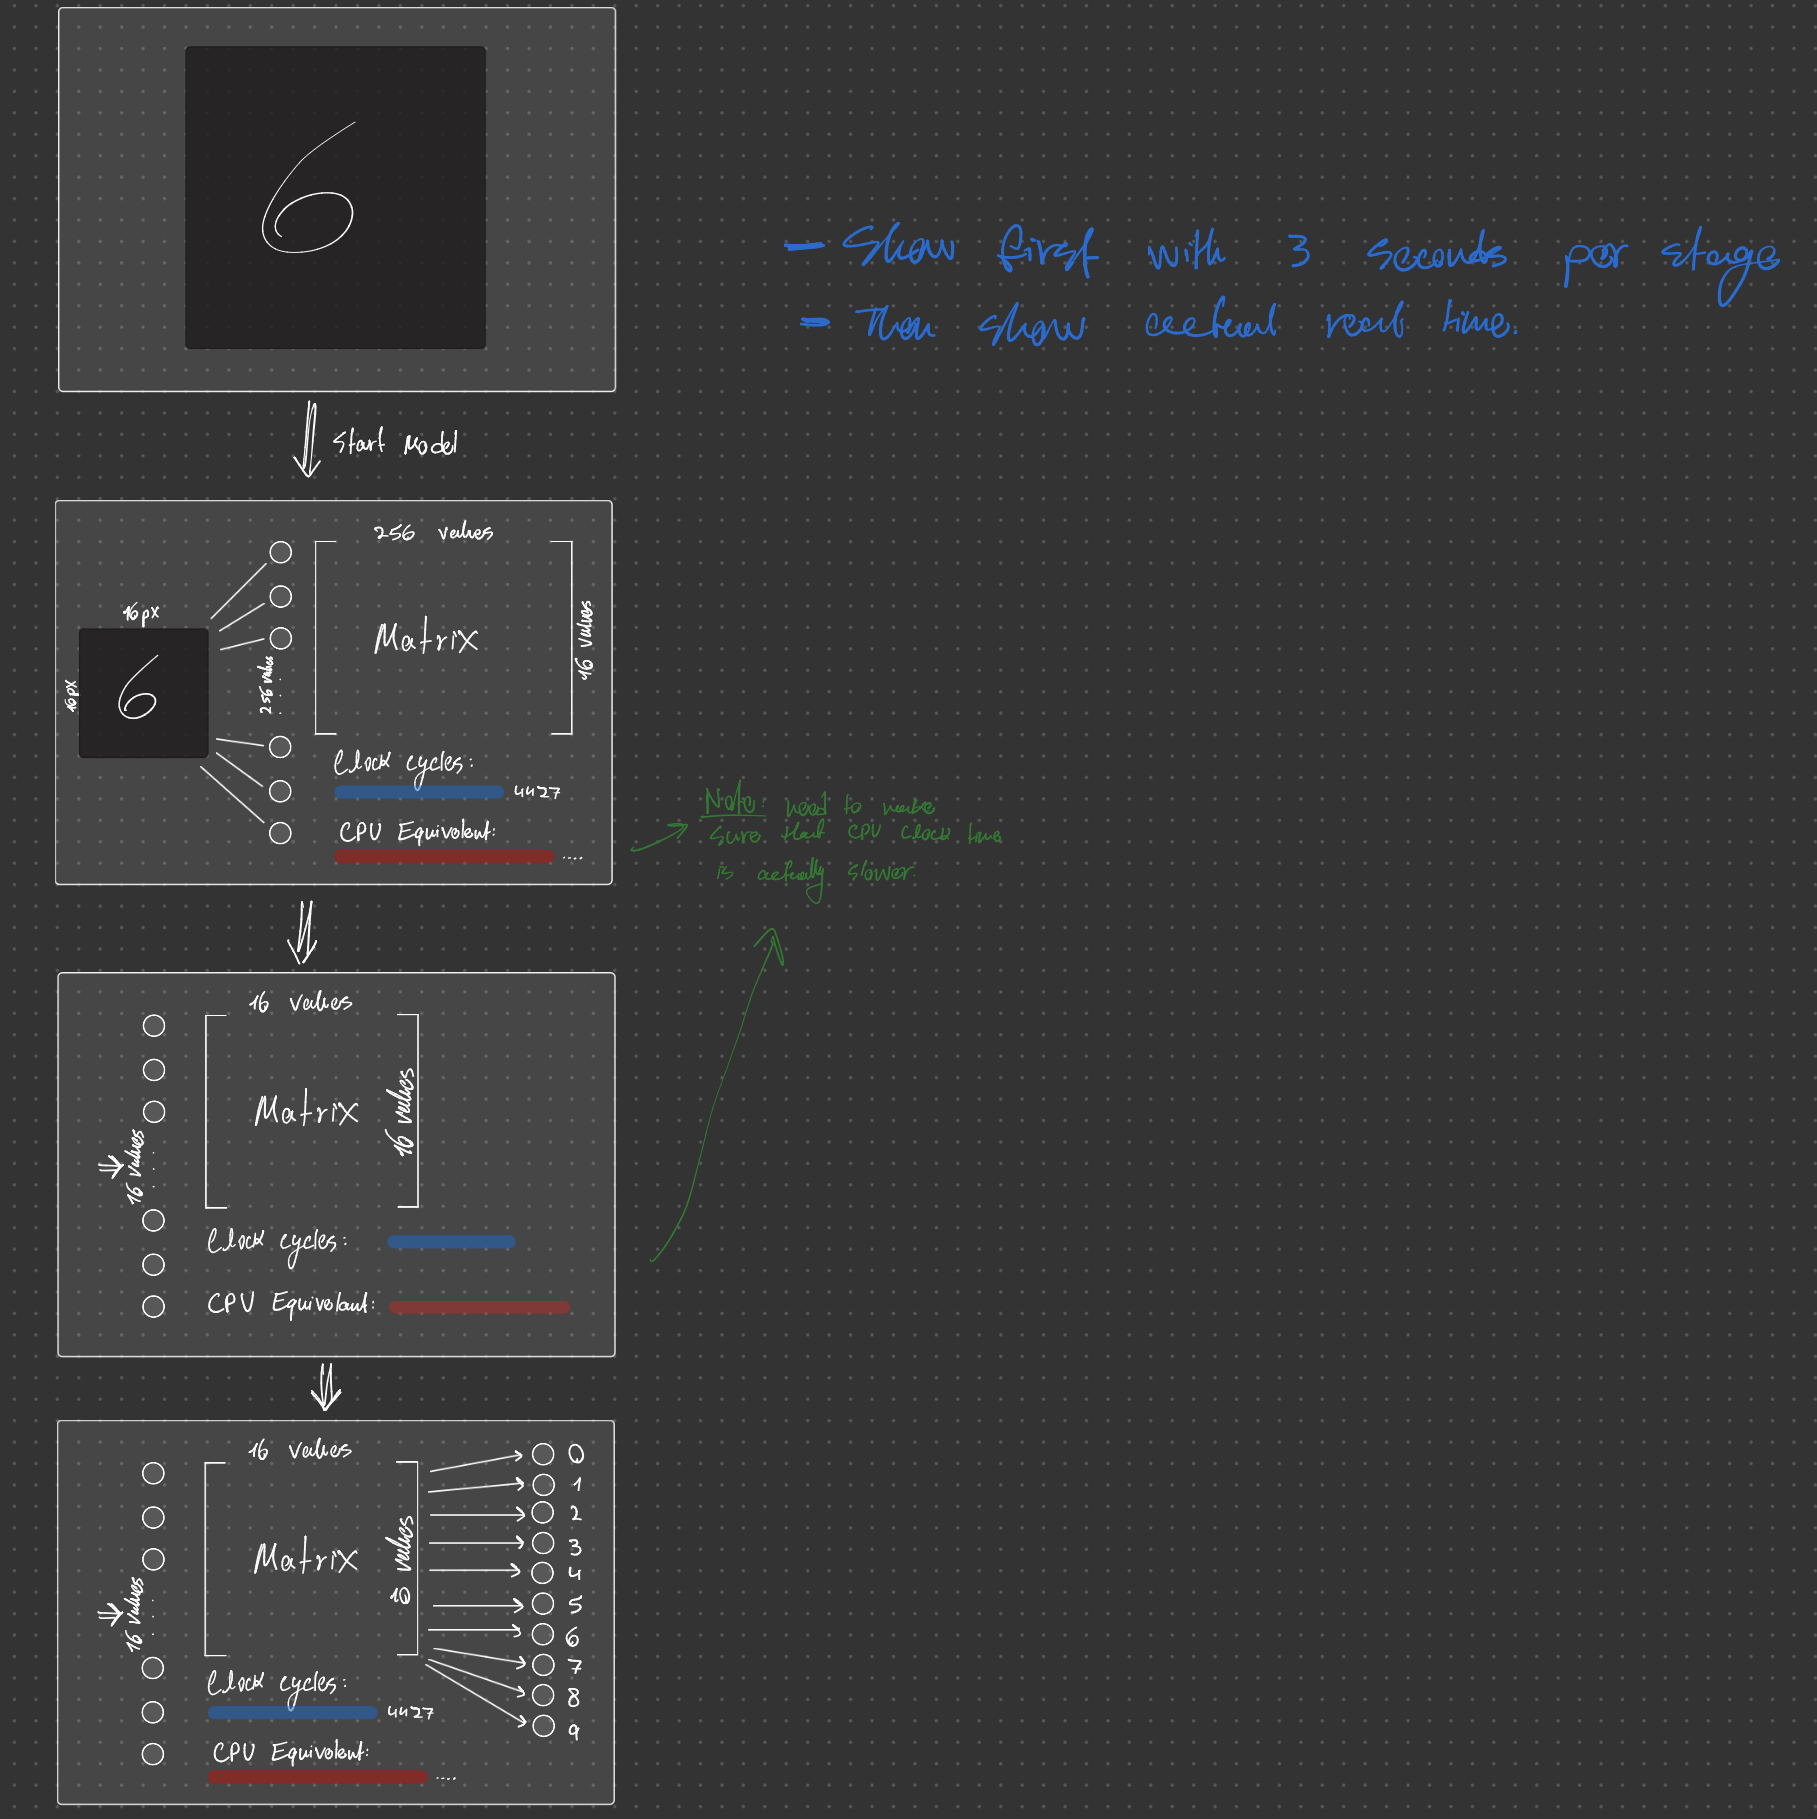 6
- Show first with 3 seconds per stage
- Then show actual real time.
Start Model
256 values
16px
16px
6
256 values
Matrix
16 values
Clock cycles:
4427
CPU Equivalent:
....
Note: need to make
sure that CPU clock time
is actually slower.
16 values
16 values
Matrix
16 values
Clock cycles:
CPU Equivalent:
16 values
16 values
Matrix
10 values
0
1
2
3
4
5
6
7
8
9
Clock cycles:
4427
CPU Equivalent:
....